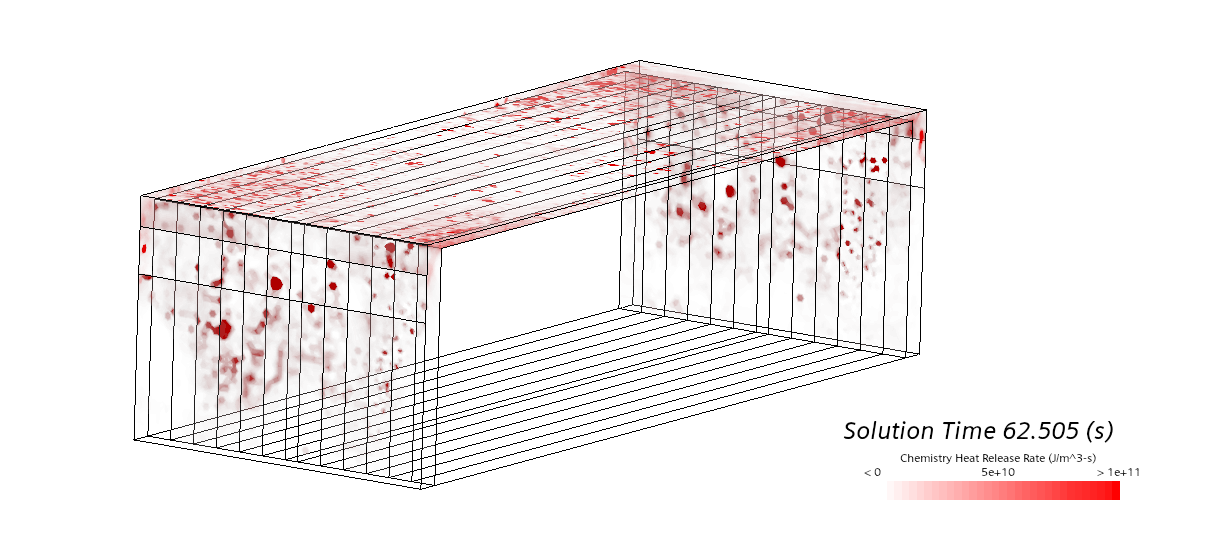 Solution Time 62.505 (s)
Chemistry Heat Release Rate (J/m^3-s)
< 0 5e+10 > 1e+11